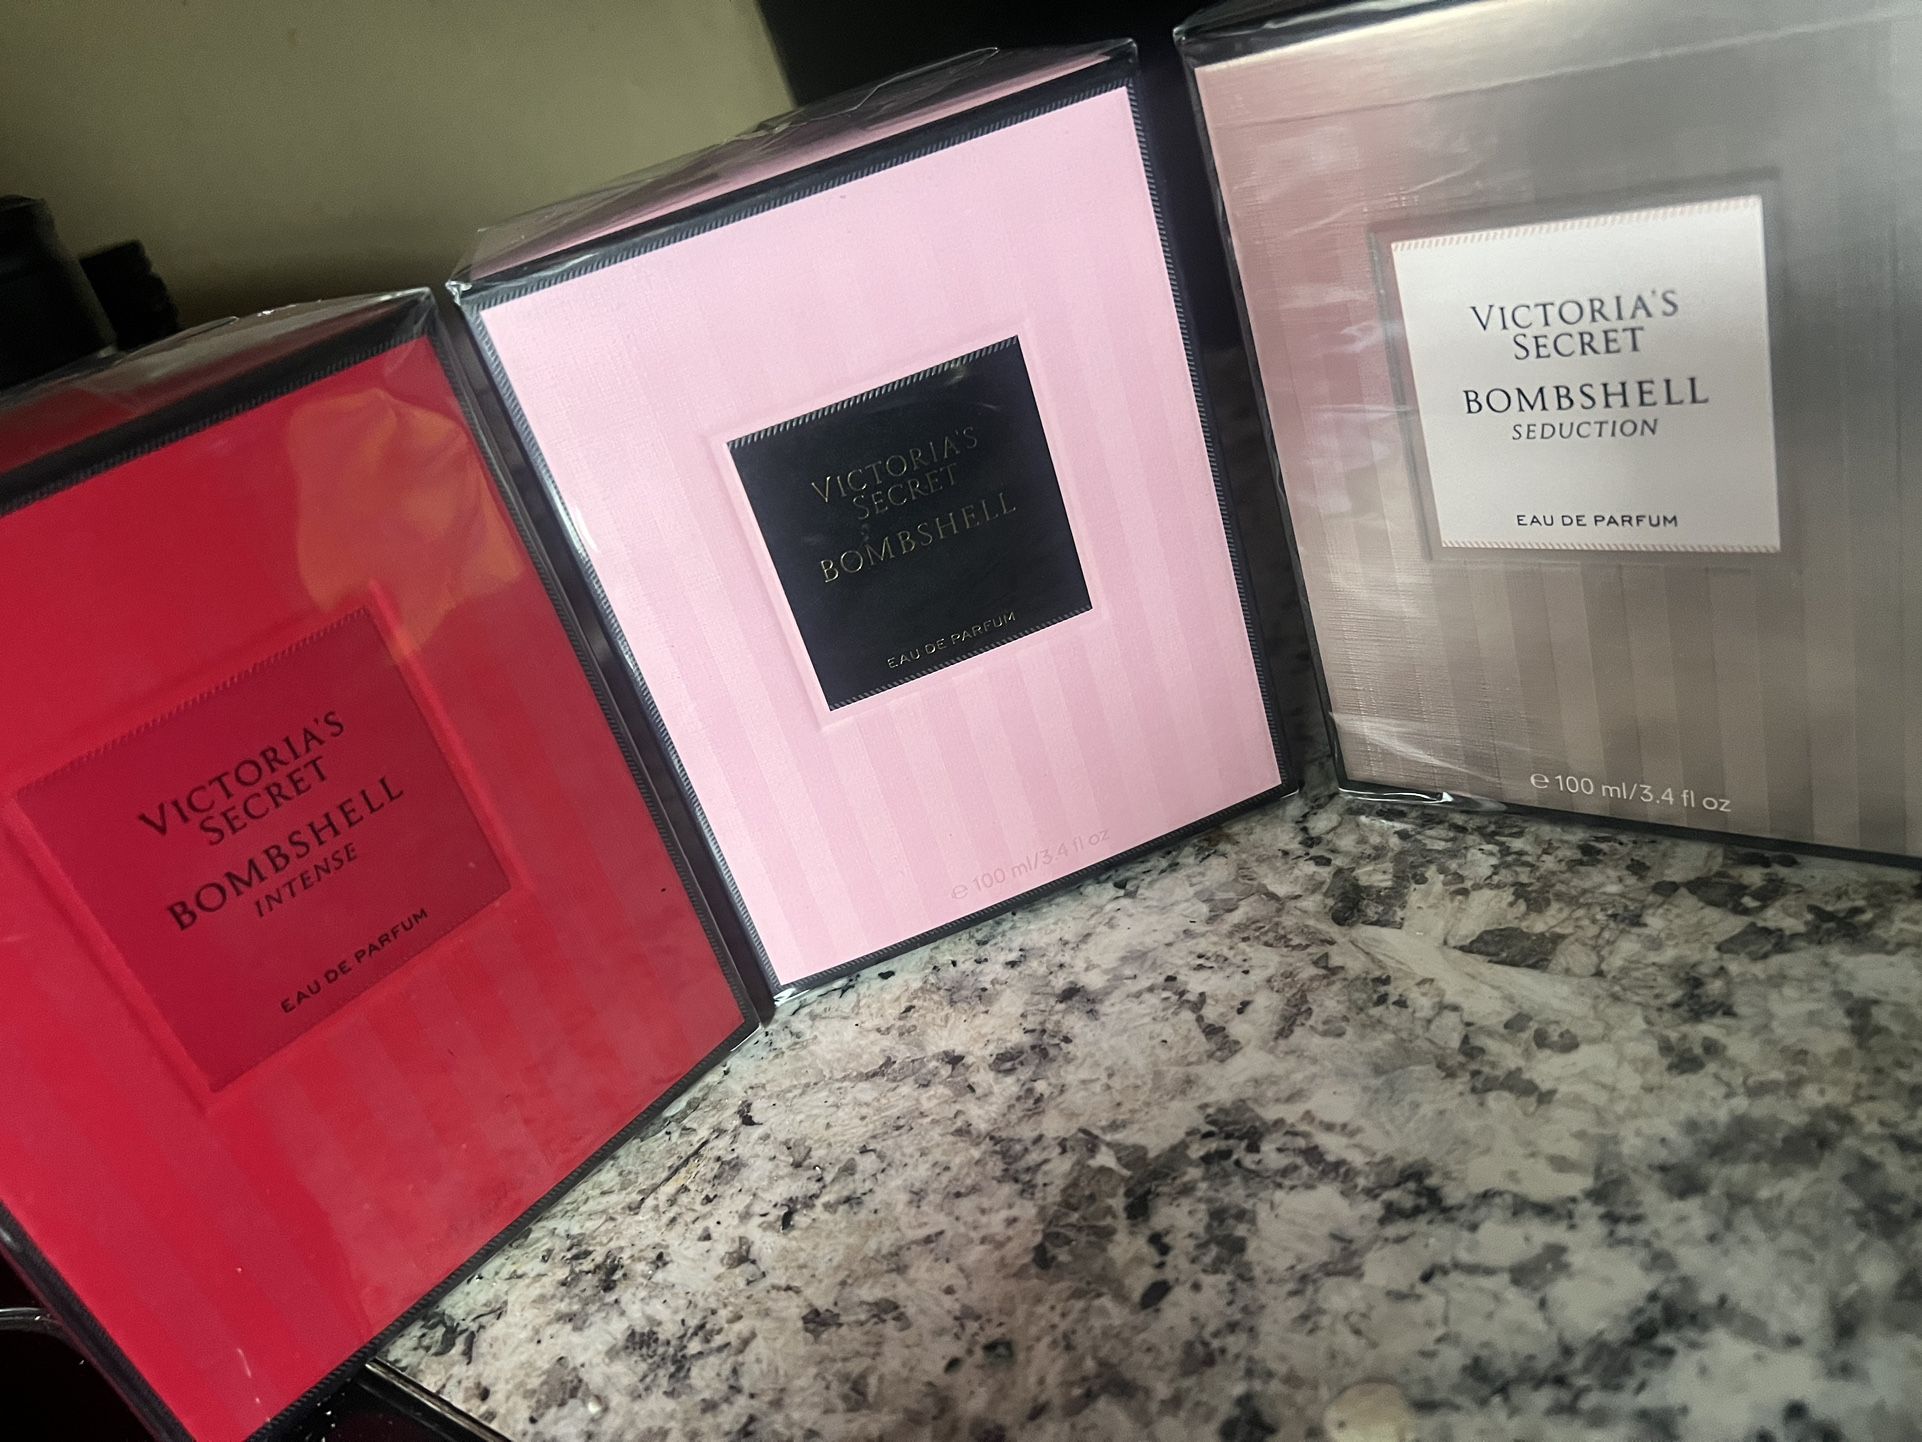 VICTORIA'S
SECRET
BOMBSHELL
INTENSE
EAU DE PARFUM
VICTORIA'S
SECRET
BOMBSHELL
EAU DE PARFUM
℮ 100 ml/3.4 fl oz
VICTORIA'S
SECRET
BOMBSHELL
SEDUCTION
EAU DE PARFUM
℮ 100 ml/3.4 fl oz